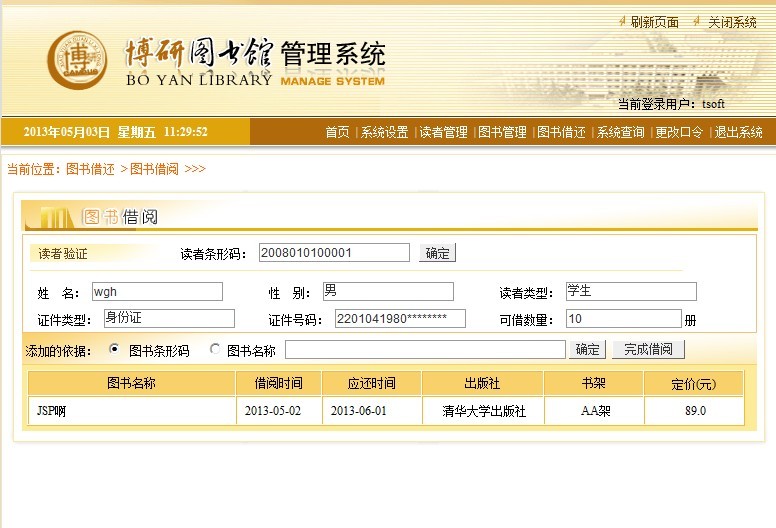 刷新页面 关闭系统
博研图书馆管理系统
BO YAN LIBRARY MANAGE SYSTEM
当前登录用户：tsoft
2013年05月03日 星期五 11:29:52 首页 |系统设置 |读者管理 |图书管理 |图书借还 |系统查询 |更改口令 |退出系统
当前位置：图书借还 > 图书借阅 >>>
图书借阅
读者验证 读者条形码： 2008010100001 确定
姓 名： wgh 性 别： 男 读者类型： 学生
证件类型： 身份证 证件号码： 2201041980******** 可借数量： 10 册
添加的依据： 图书条形码 图书名称 确定 完成借阅
图书名称 借阅时间 应还时间 出版社 书架 定价(元)
JSP啊 2013-05-02 2013-06-01 清华大学出版社 AA架 89.0